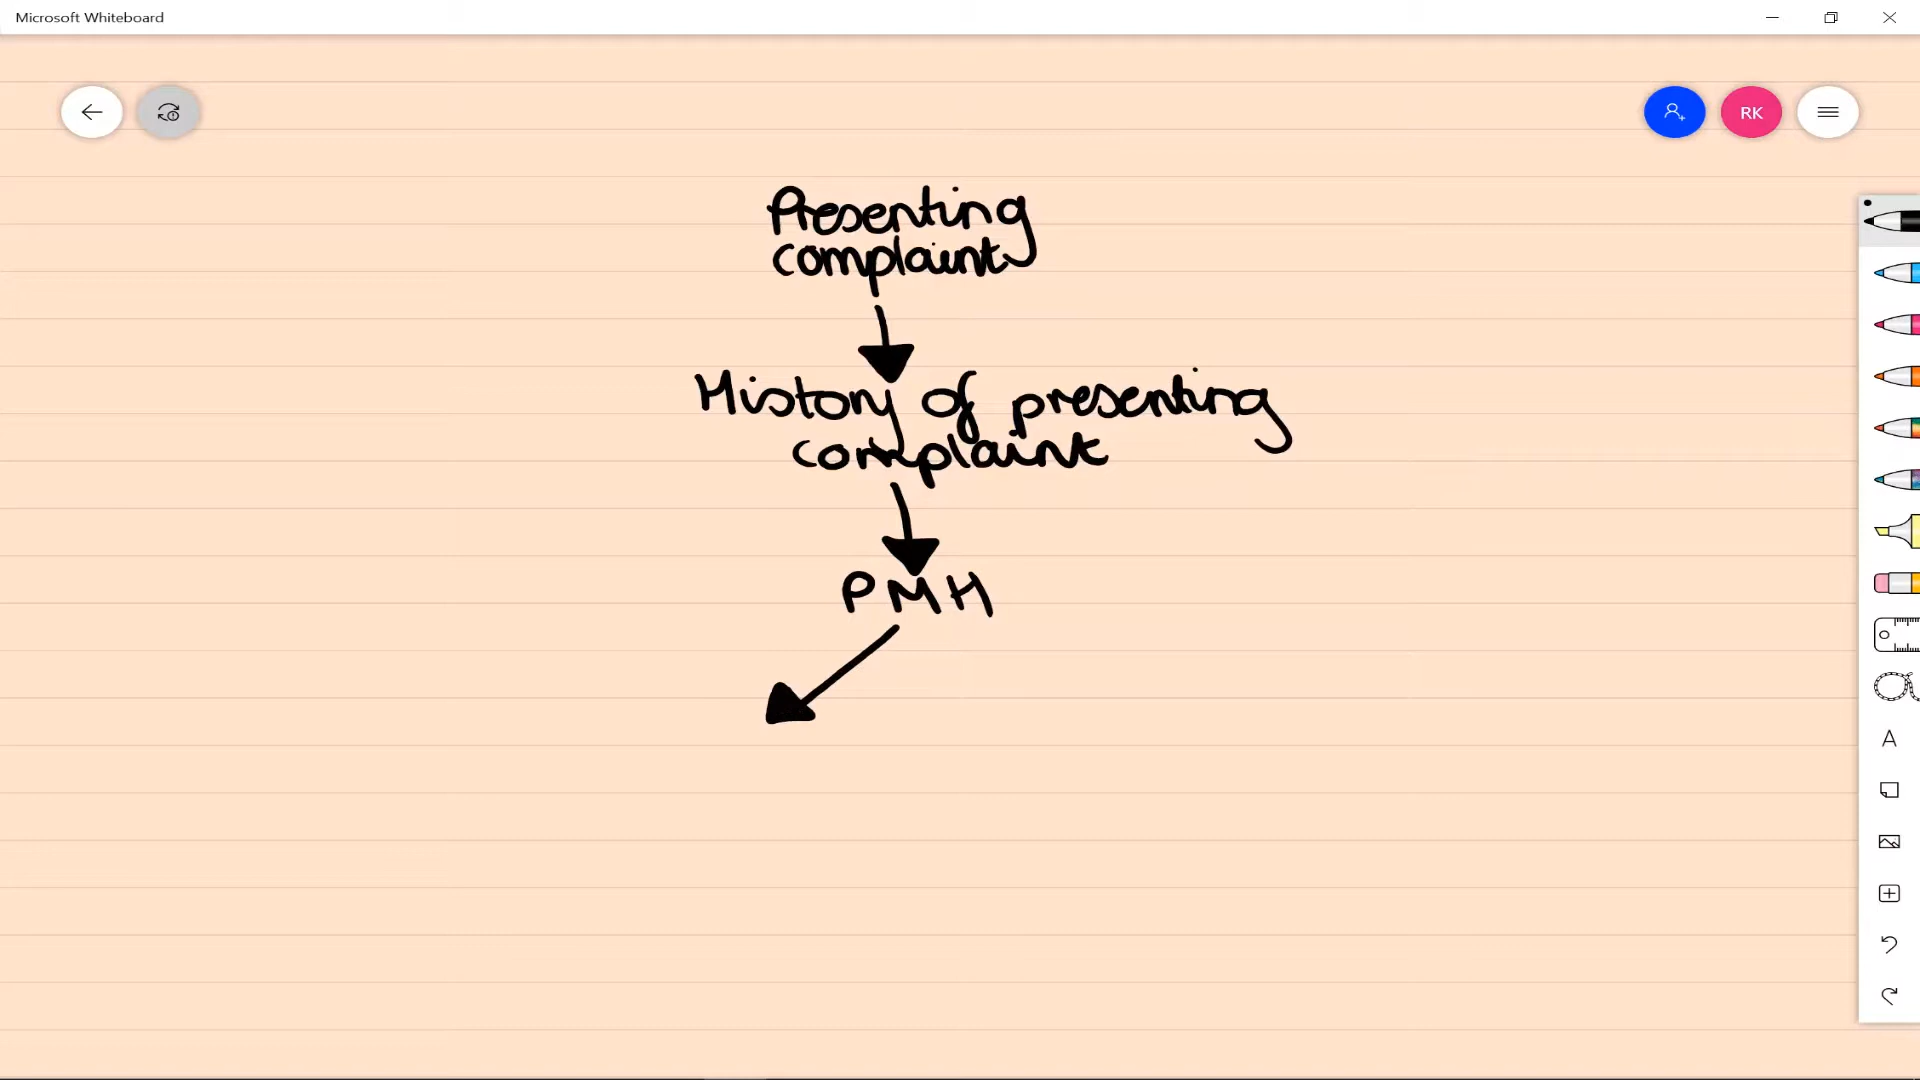 Microsoft Whiteboard
RK
Presenting
complaint
History of presenting
complaint
PMH
A